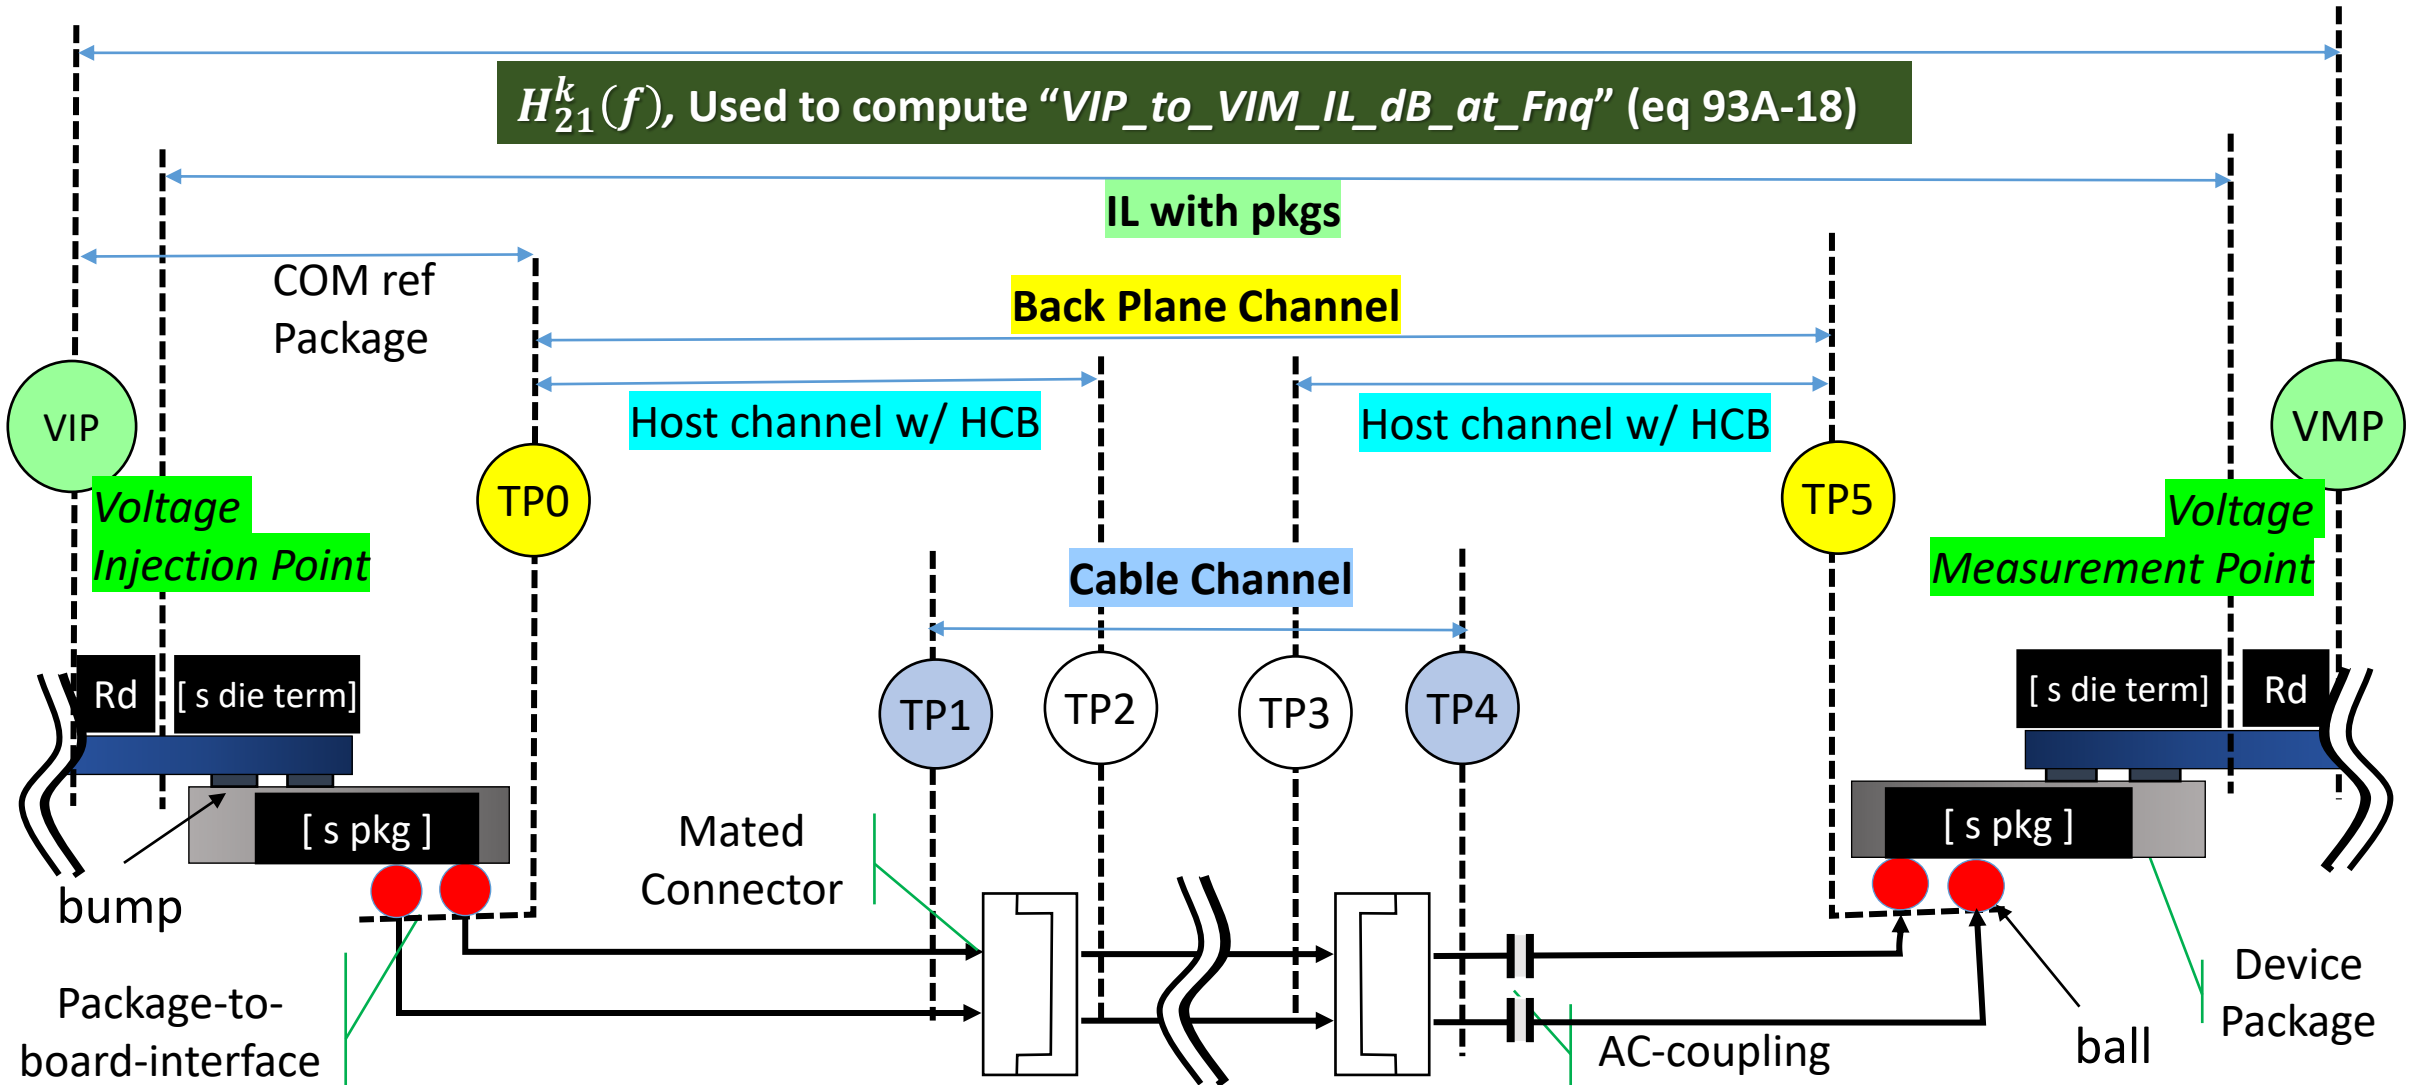 H₂₁ᵏ(f), Used to compute “VIP_to_VIM_IL_dB_at_Fnq” (eq 93A-18)
IL with pkgs
COM ref
Package
Back Plane Channel
Host channel w/ HCB
Host channel w/ HCB
VIP
VMP
TP0
TP5
Voltage
Injection Point
Voltage
Measurement Point
Cable Channel
TP1
TP2
TP3
TP4
Rd
[ s die term]
[ s die term]
Rd
[ s pkg ]
[ s pkg ]
bump
Mated
Connector
Package-to-
board-interface
AC-coupling
ball
Device
Package